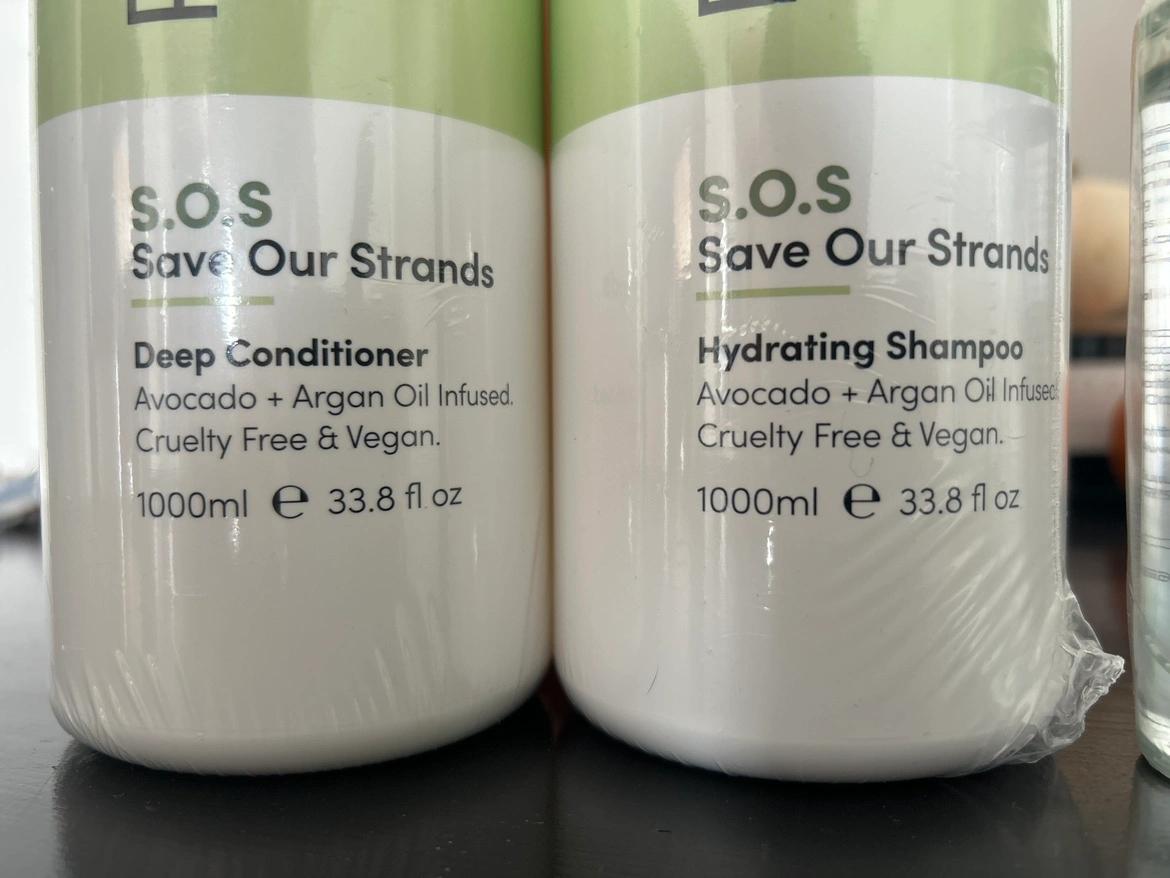 S.O.S
Save Our Strands
Deep Conditioner
Avocado + Argan Oil Infused.
Cruelty Free & Vegan.
1000ml e 33.8 fl oz
S.O.S
Save Our Strands
Hydrating Shampoo
Avocado + Argan Oil Infused
Cruelty Free & Vegan.
1000ml e 33.8 fl oz